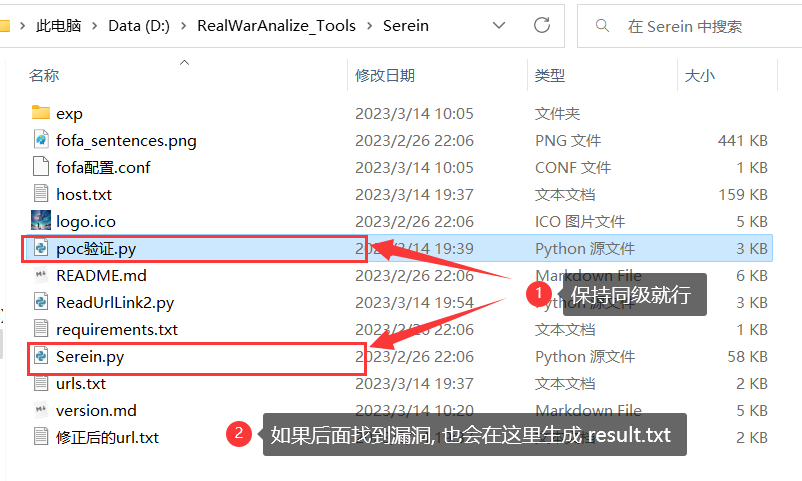 此电脑 > Data (D:) > RealWarAnalize_Tools > Serein
在 Serein 中搜索
名称 修改日期 类型 大小
exp 2023/3/14 10:05 文件夹
fofa_sentences.png 2023/2/26 22:06 PNG 文件 441 KB
fofa配置.conf 2023/3/14 10:05 CONF 文件 1 KB
host.txt 2023/3/14 19:37 文本文档 159 KB
logo.ico 2023/2/26 22:06 ICO 图片文件 5 KB
poc验证.py 2023/3/14 19:39 Python 源文件 3 KB
README.md 2023/2/26 22:06 Markdown File 6 KB
1 保持同级就行
ReadUrlLink2.py 2023/3/14 19:54 Python 源文件 3 KB
requirements.txt 2023/2/26 22:06 文本文档 1 KB
Serein.py 2023/2/26 22:06 Python 源文件 58 KB
urls.txt 2023/3/14 19:37 文本文档 2 KB
version.md 2023/3/14 10:20 Markdown File 5 KB
修正后的url.txt 2 KB
2 如果后面找到漏洞, 也会在这里生成 result.txt